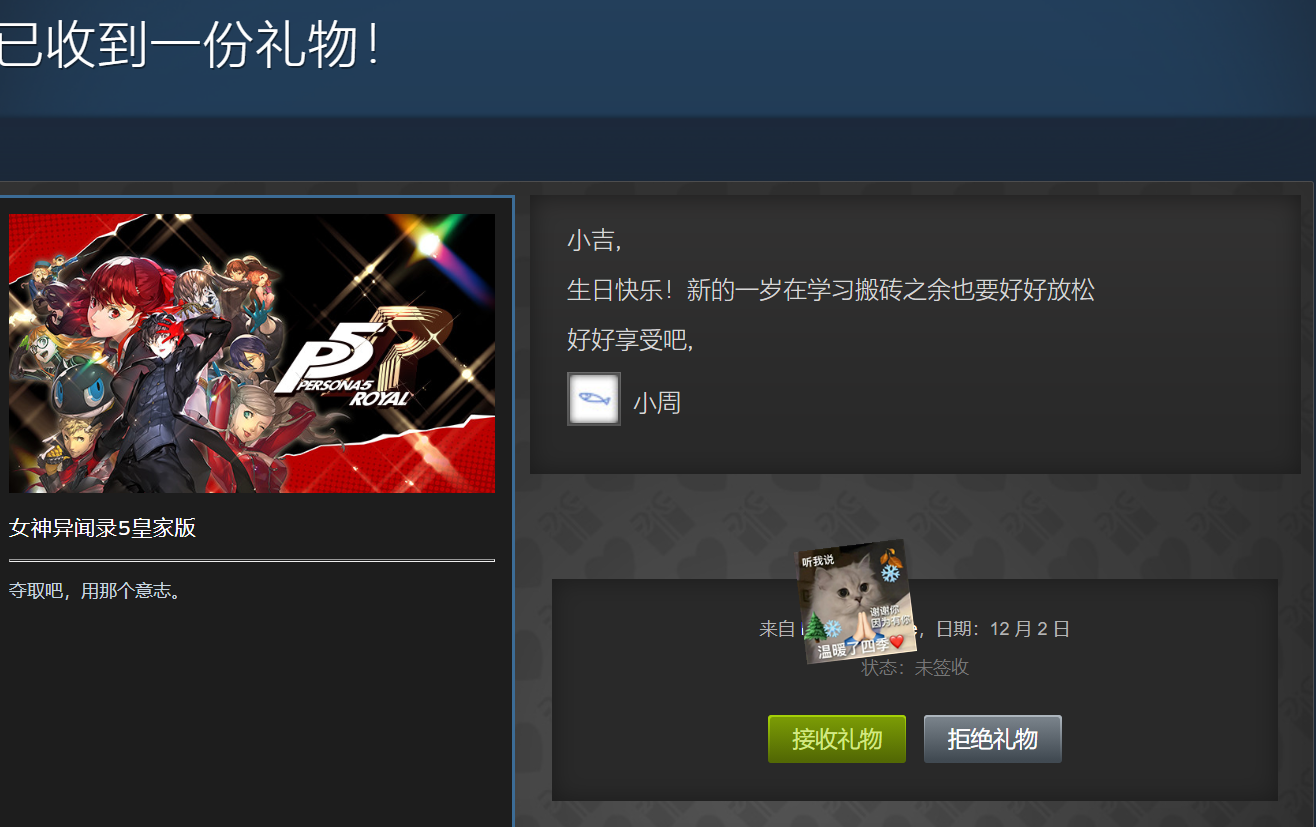 已收到一份礼物！
PERSONA5
ROYAL
女神异闻录5皇家版
夺取吧，用那个意志。
小吉，
生日快乐！新的一岁在学习搬砖之余也要好好放松
好好享受吧，
小周
听我说
谢谢你
因为有你
温暖了四季
来自
，日期：12 月 2 日
状态：未签收
接收礼物
拒绝礼物